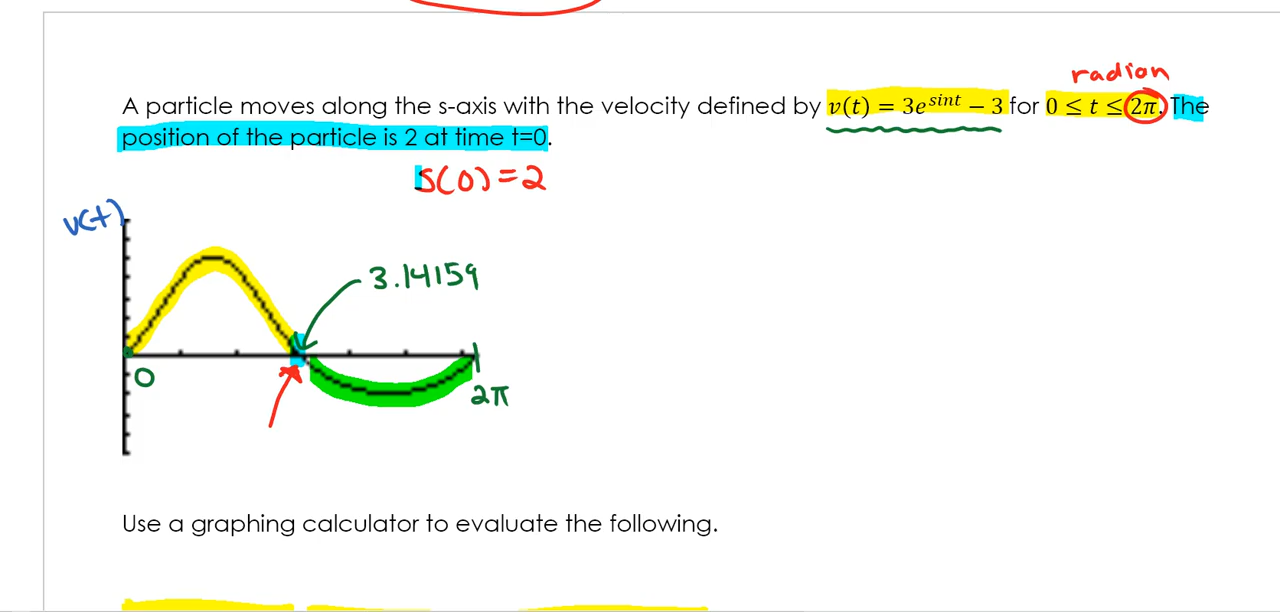 radian
A particle moves along the s-axis with the velocity defined by v(t) = 3e^{sint} − 3 for 0 ≤ t ≤ 2π. The
position of the particle is 2 at time t=0.
S(0)=2
v(t)
3.14159
0
2π
Use a graphing calculator to evaluate the following.